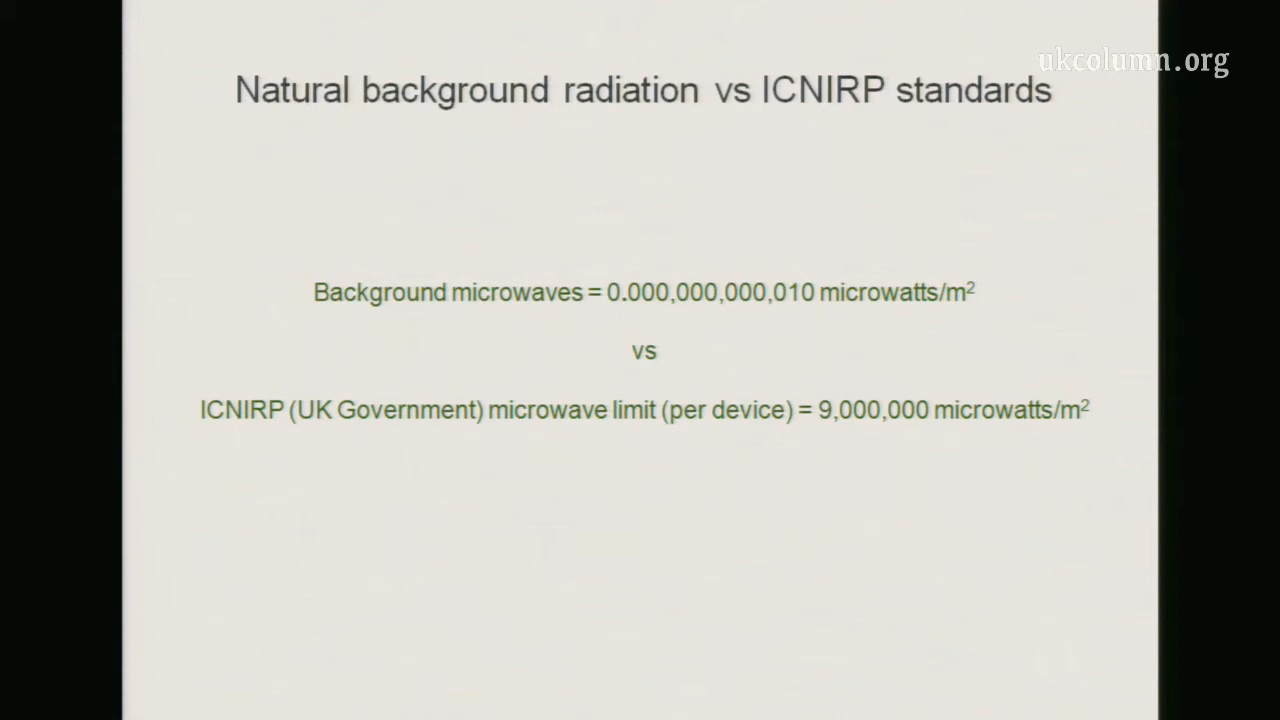 ukcolumn.org
Natural background radiation vs ICNIRP standards
Background microwaves = 0.000,000,000,010 microwatts/m²
vs
ICNIRP (UK Government) microwave limit (per device) = 9,000,000 microwatts/m²